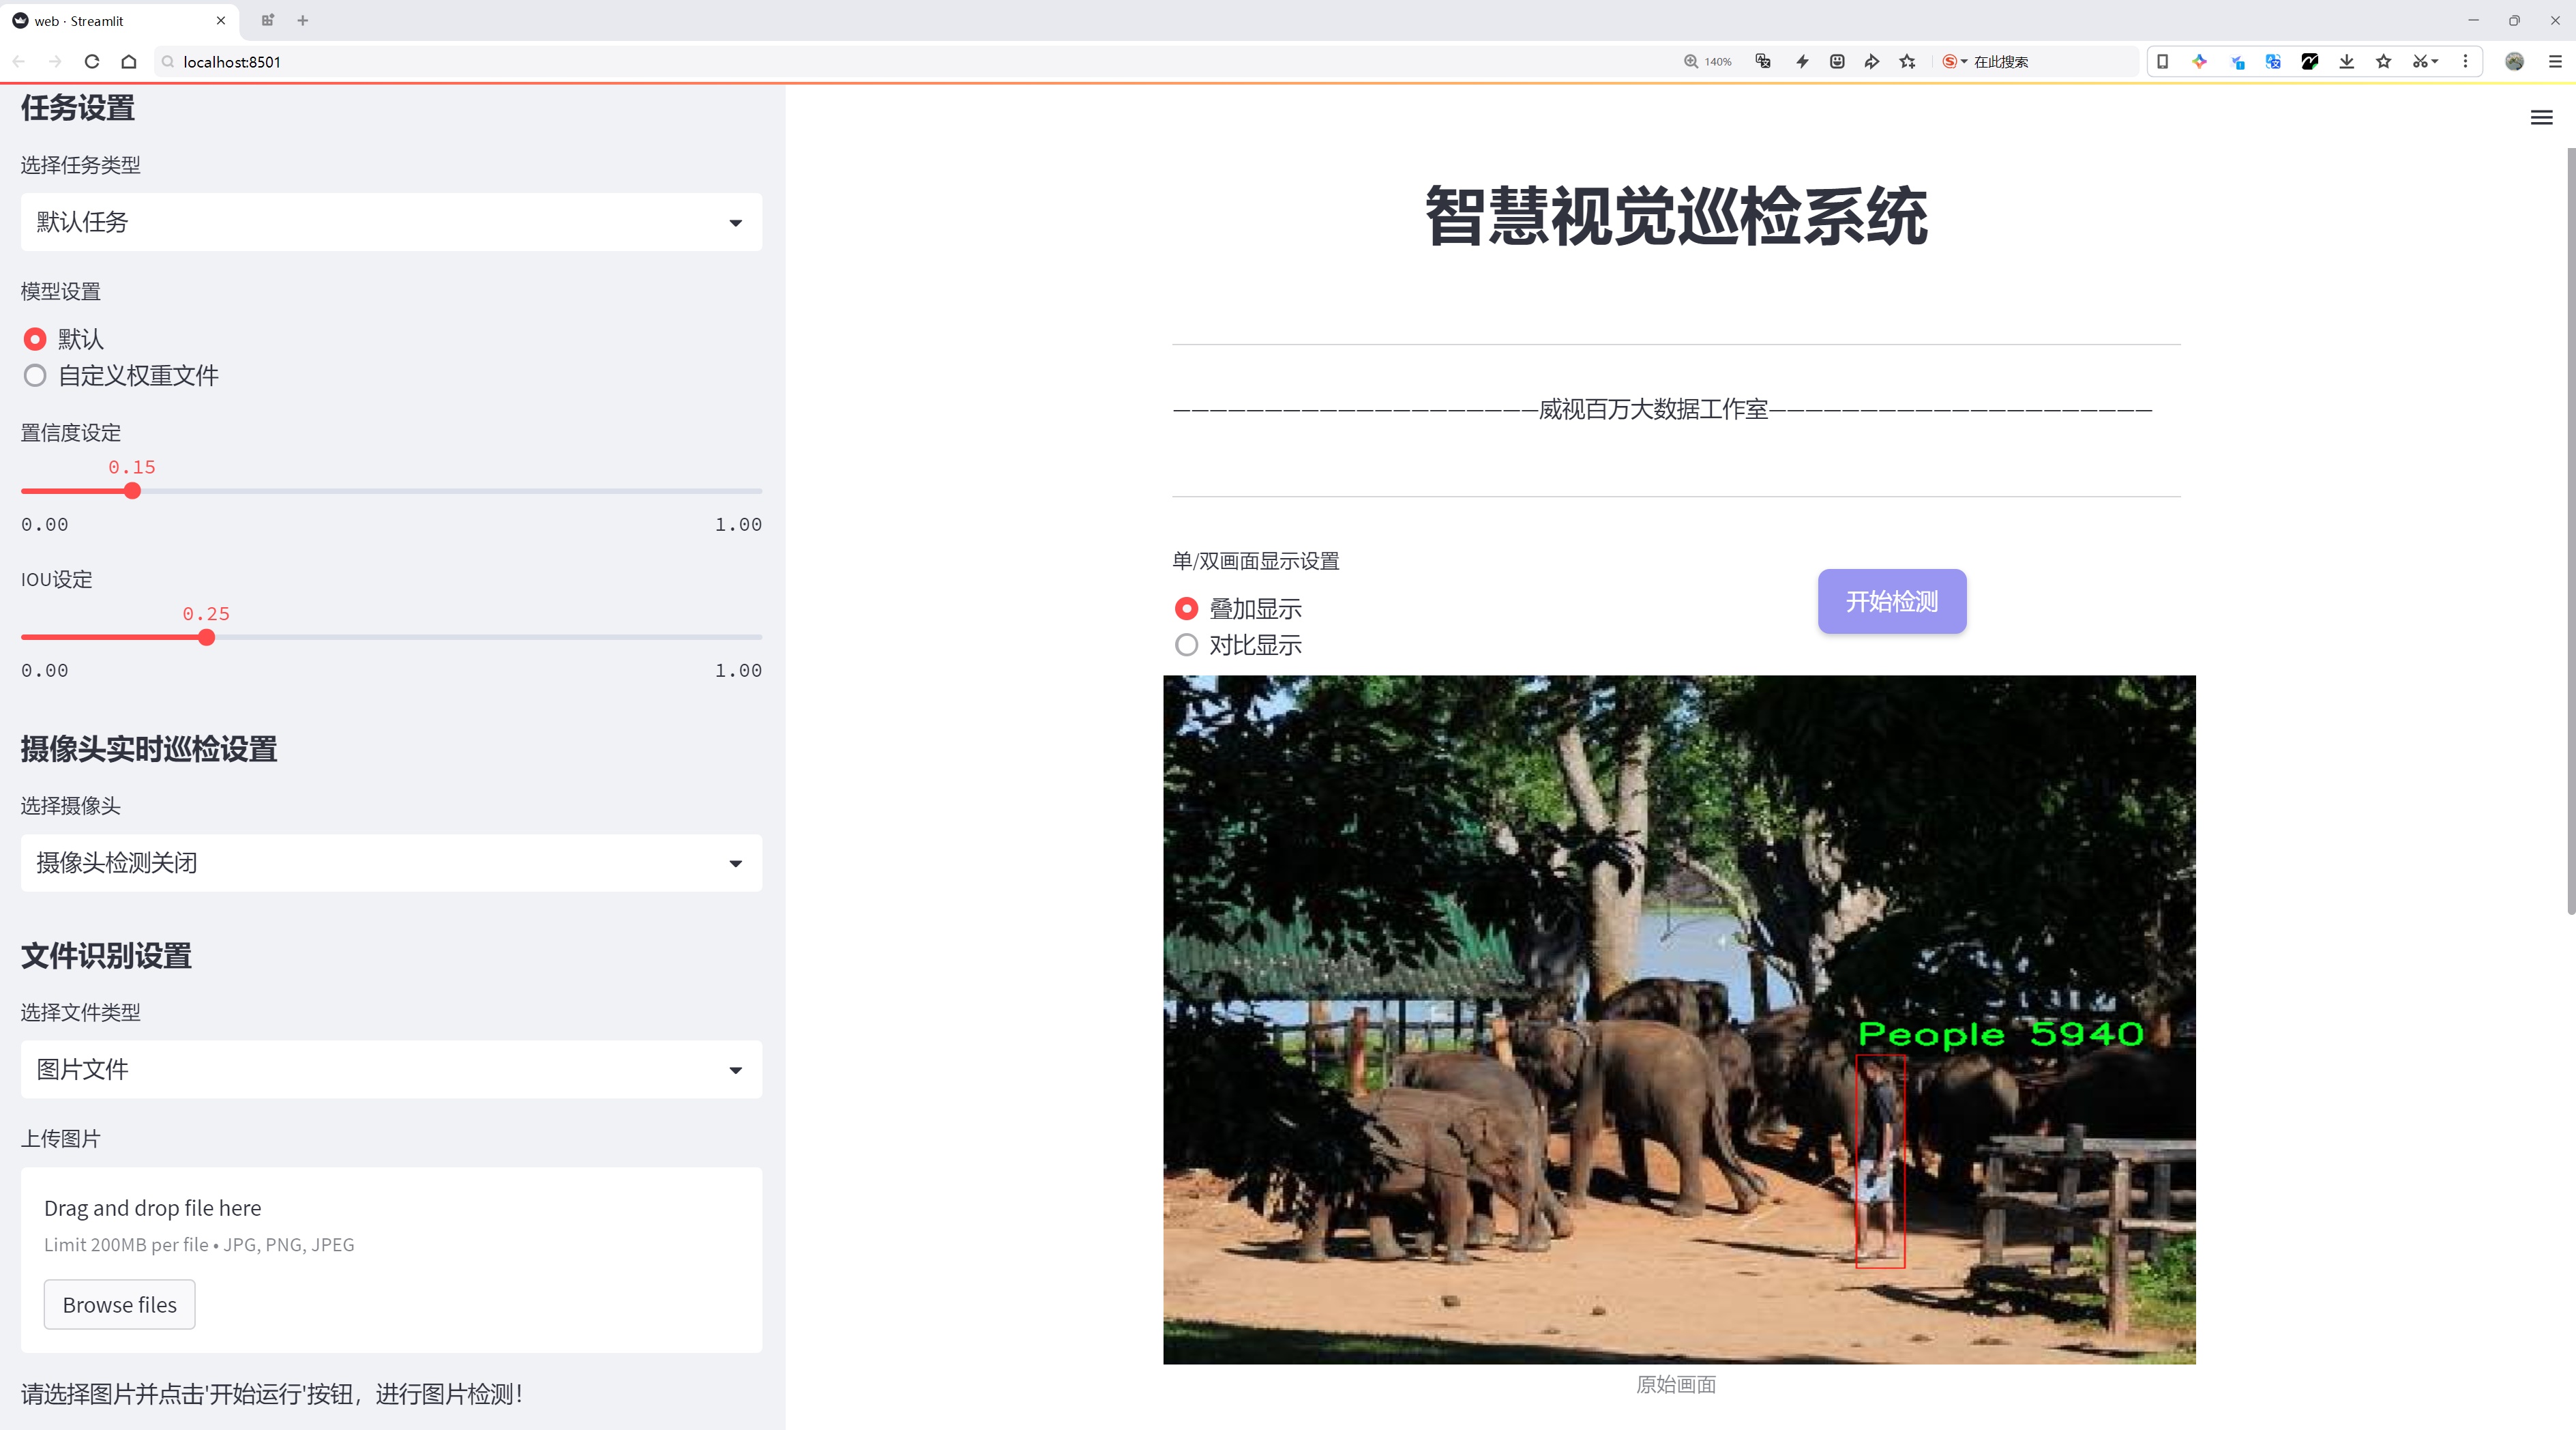 web · Streamlit
localhost:8501
140%
在此搜索
任务设置
选择任务类型
默认任务
模型设置
默认
自定义权重文件
置信度设定
0.15
0.00 1.00
IOU设定
0.25
0.00 1.00
摄像头实时巡检设置
选择摄像头
摄像头检测关闭
文件识别设置
选择文件类型
图片文件
上传图片
Drag and drop file here
Limit 200MB per file • JPG, PNG, JPEG
Browse files
请选择图片并点击'开始运行'按钮，进行图片检测！
智慧视觉巡检系统
————————————————————威视百万大数据工作室—————————————————————
单/双画面显示设置
叠加显示
对比显示
开始检测
People 5940
原始画面